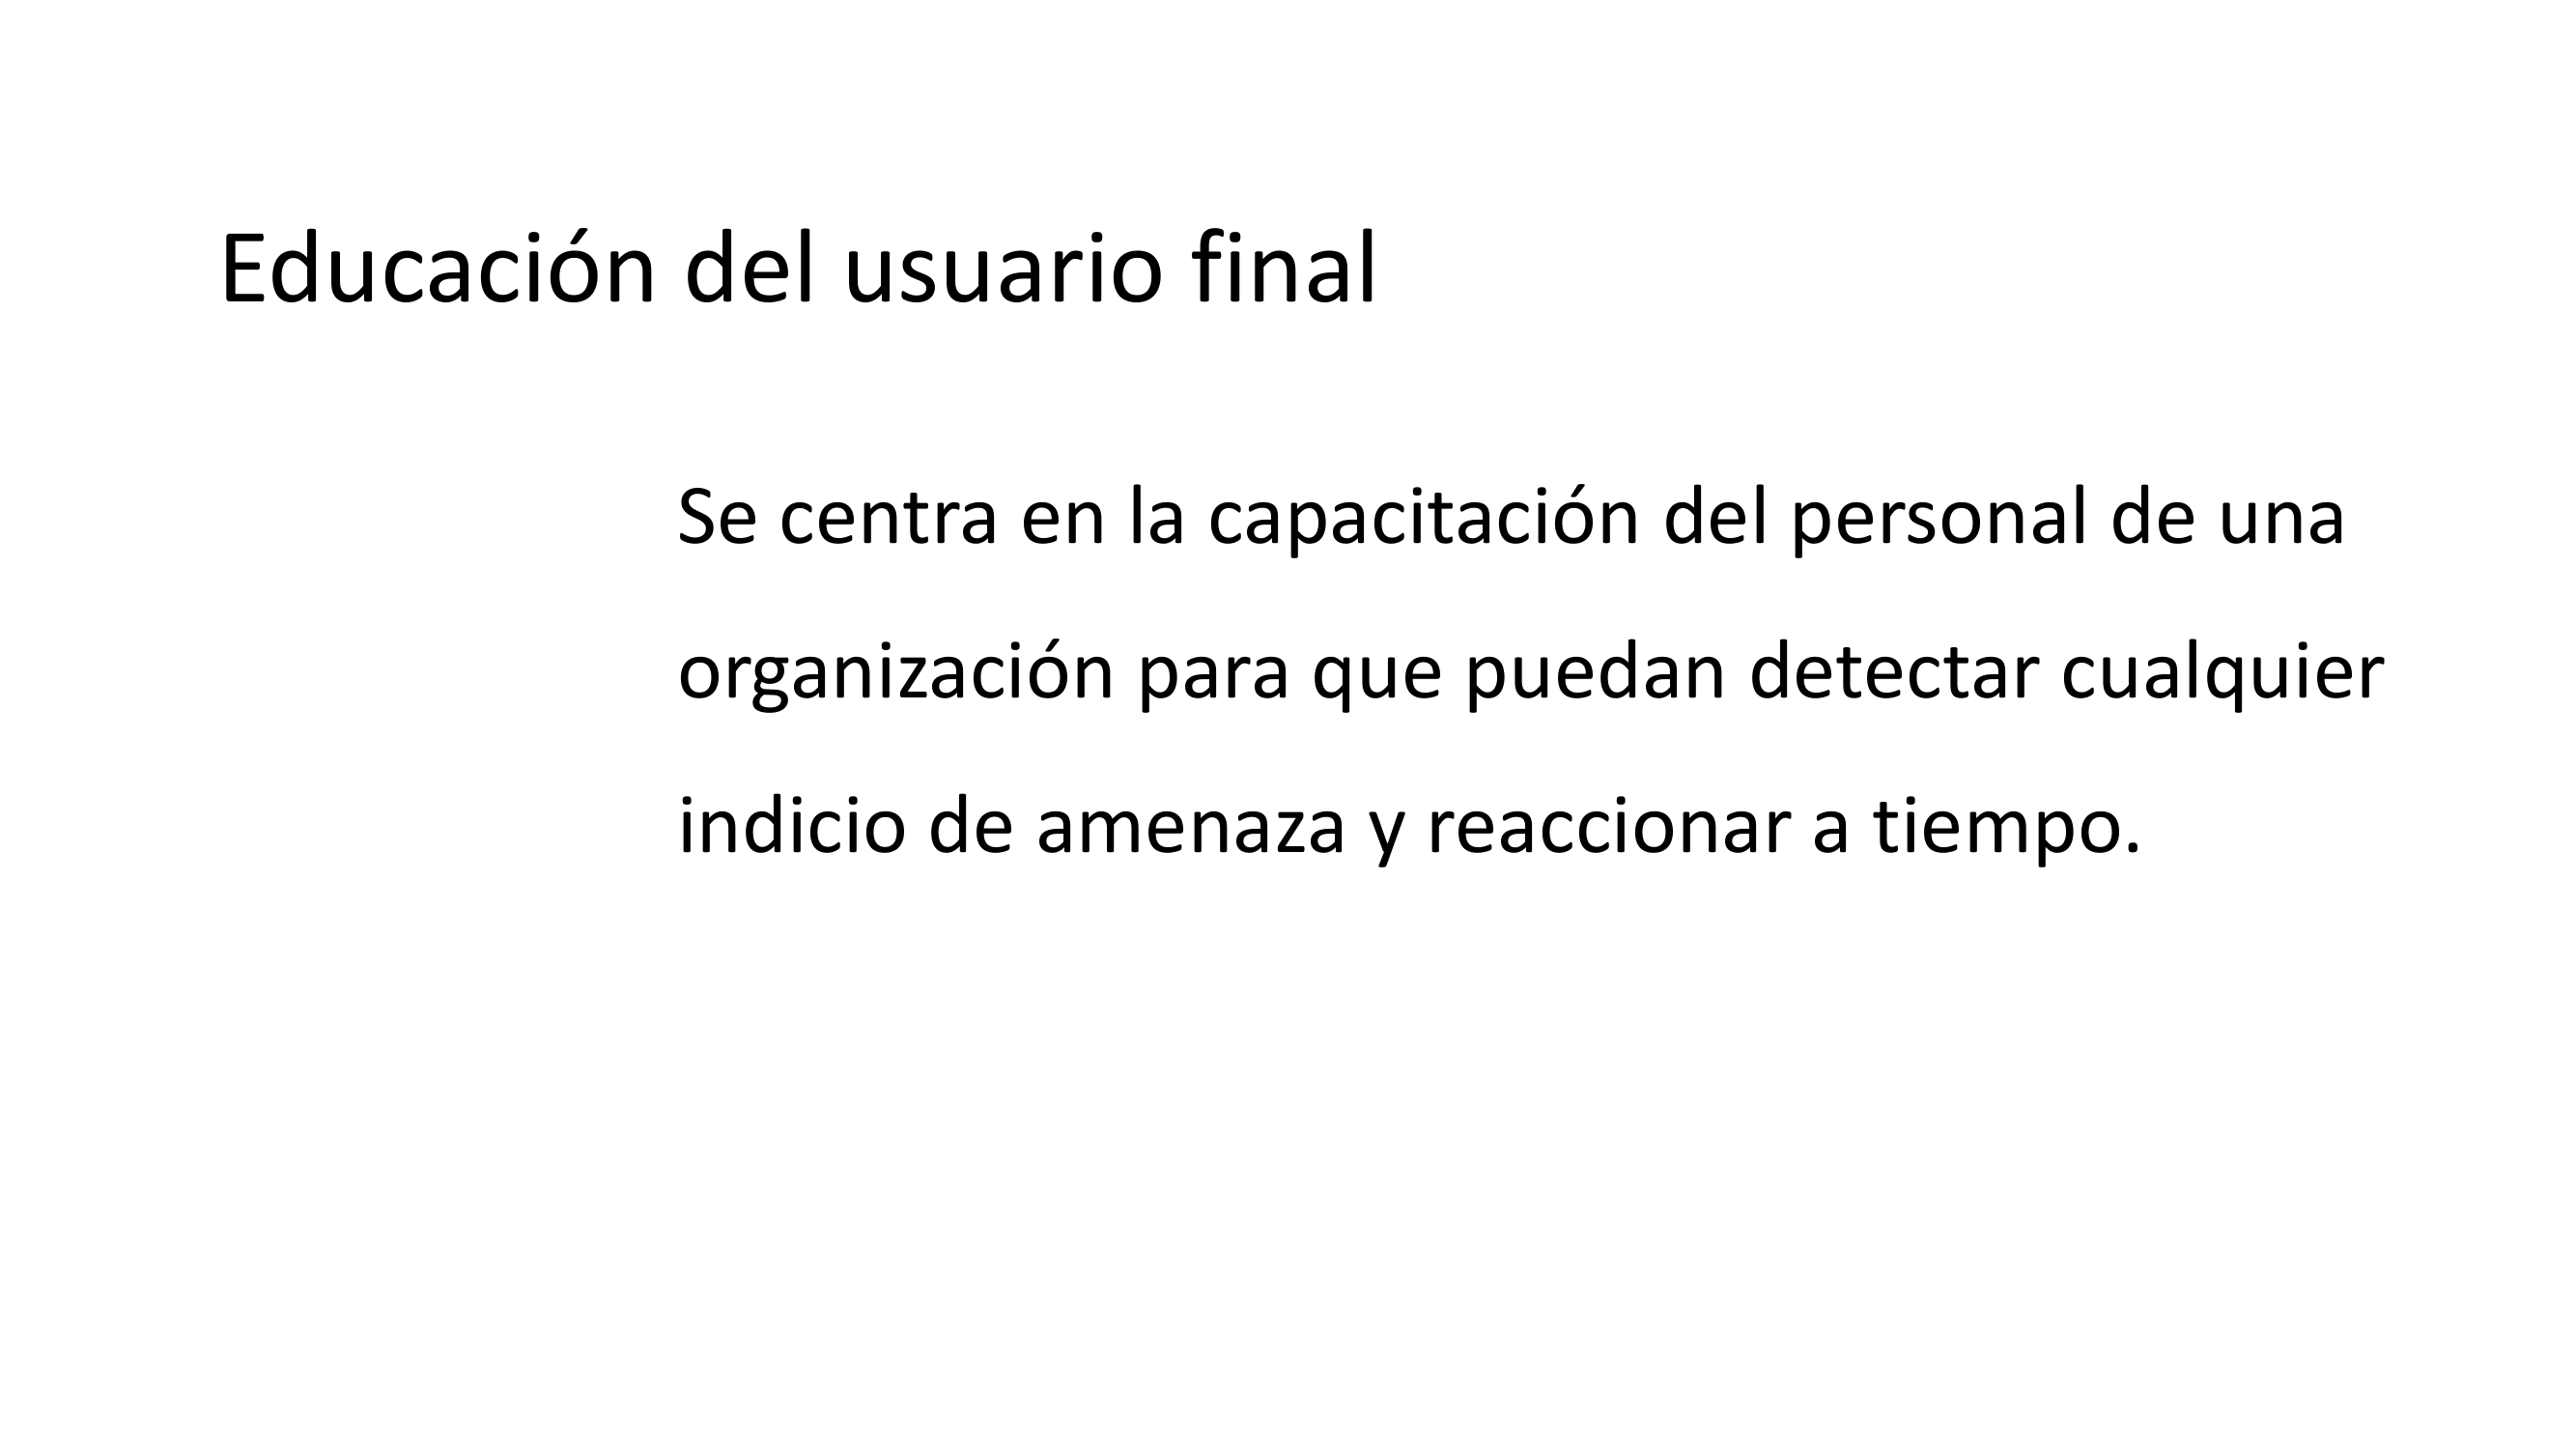 Educación del usuario final
Se centra en la capacitación del personal de una
organización para que puedan detectar cualquier
indicio de amenaza y reaccionar a tiempo.